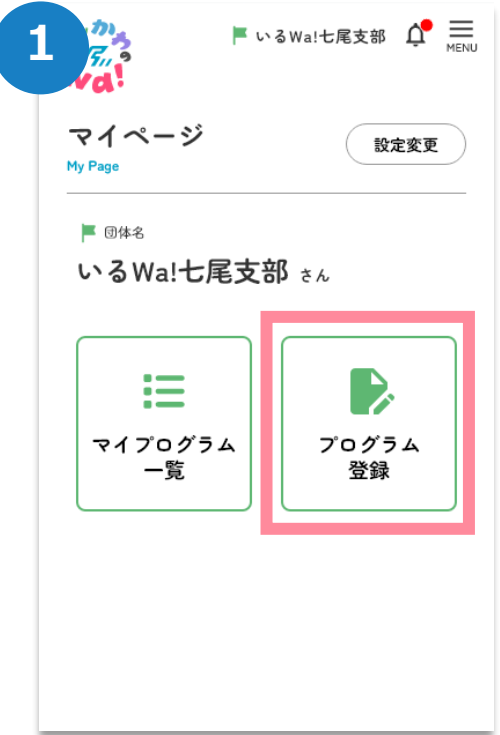 1
いるWa!七尾支部
MENU
マイページ
設定変更
My Page
団体名
いるWa!七尾支部 さん
マイプログラム
一覧
プログラム
登録